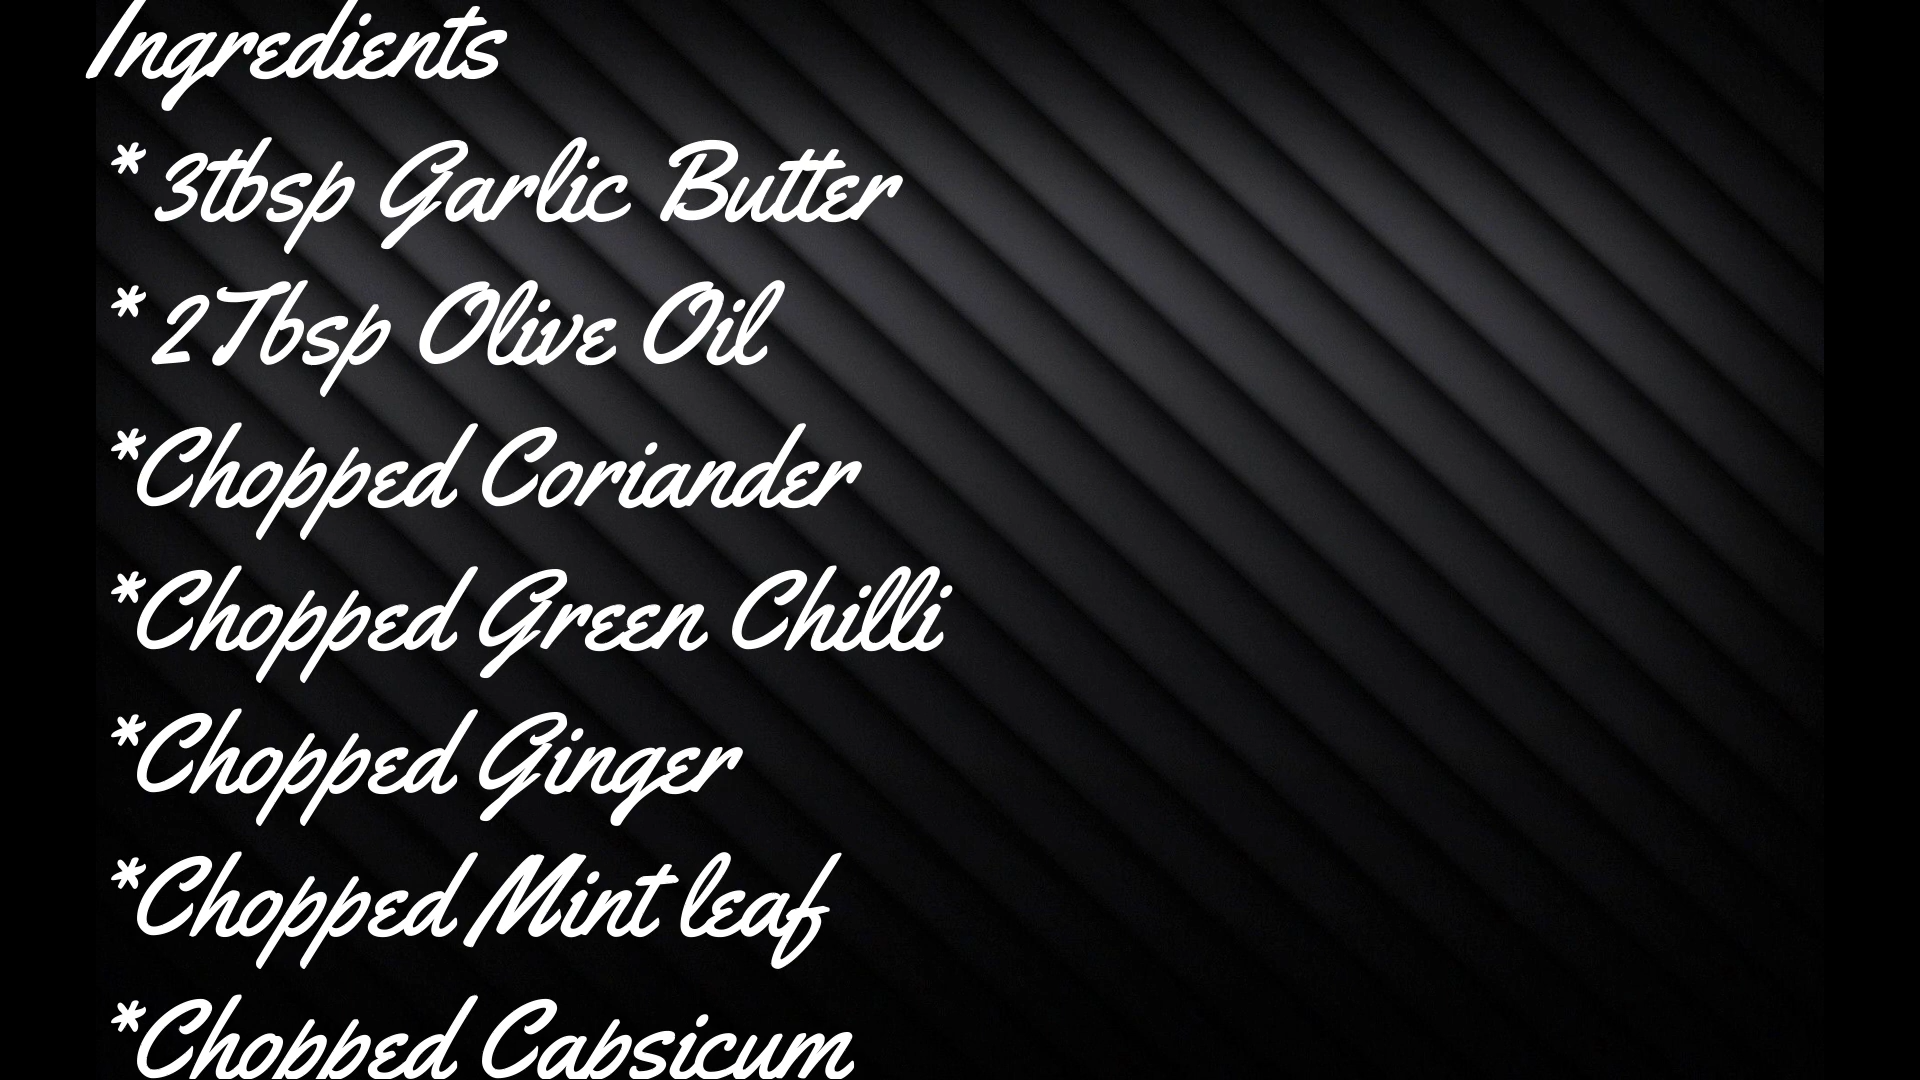 Ingredients
* 3tbsp Garlic Butter
* 2Tbsp Olive Oil
*Chopped Coriander
*Chopped Green Chilli
*Chopped Ginger
*Chopped Mint leaf
*Chopped Capsicum